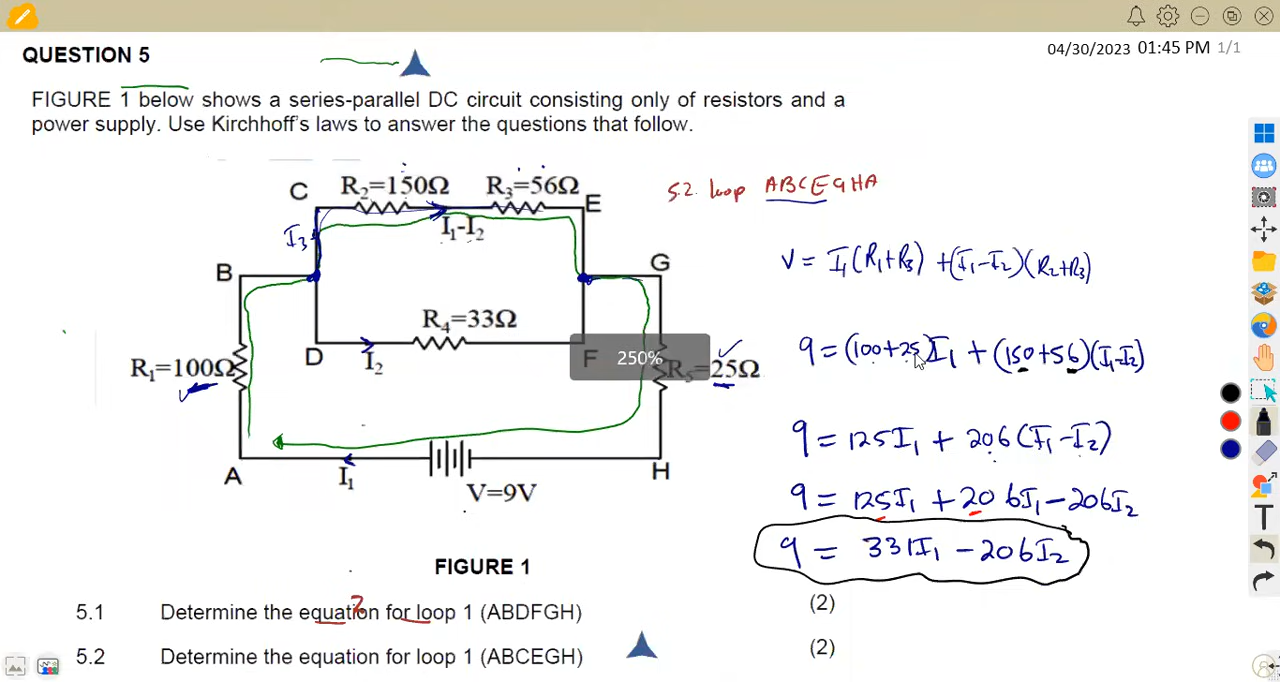 QUESTION 5
04/30/2023 01:45 PM 1/1
FIGURE 1 below shows a series-parallel DC circuit consisting only of resistors and a
power supply. Use Kirchhoff's laws to answer the questions that follow.
C R₂=150Ω R₃=56Ω E
I₃ I₁-I₂
B G
R₄=33Ω
D I₂ F
250%
R₁=100Ω R₅=25Ω
A I₁ H
V=9V
FIGURE 1
5.2. loop ABCEGHA
V = I₁(R₁+R₃) + (I₁-I₂)(R₂+R₃)
9 = (100+25)I₁ + (150+56)(I₁-I₂)
9 = 125I₁ + 206(I₁-I₂)
9 = 125I₁ + 206I₁ - 206I₂
9 = 331I₁ - 206I₂
2
5.1 Determine the equation for loop 1 (ABDFGH) (2)
5.2 Determine the equation for loop 1 (ABCEGH) (2)
T